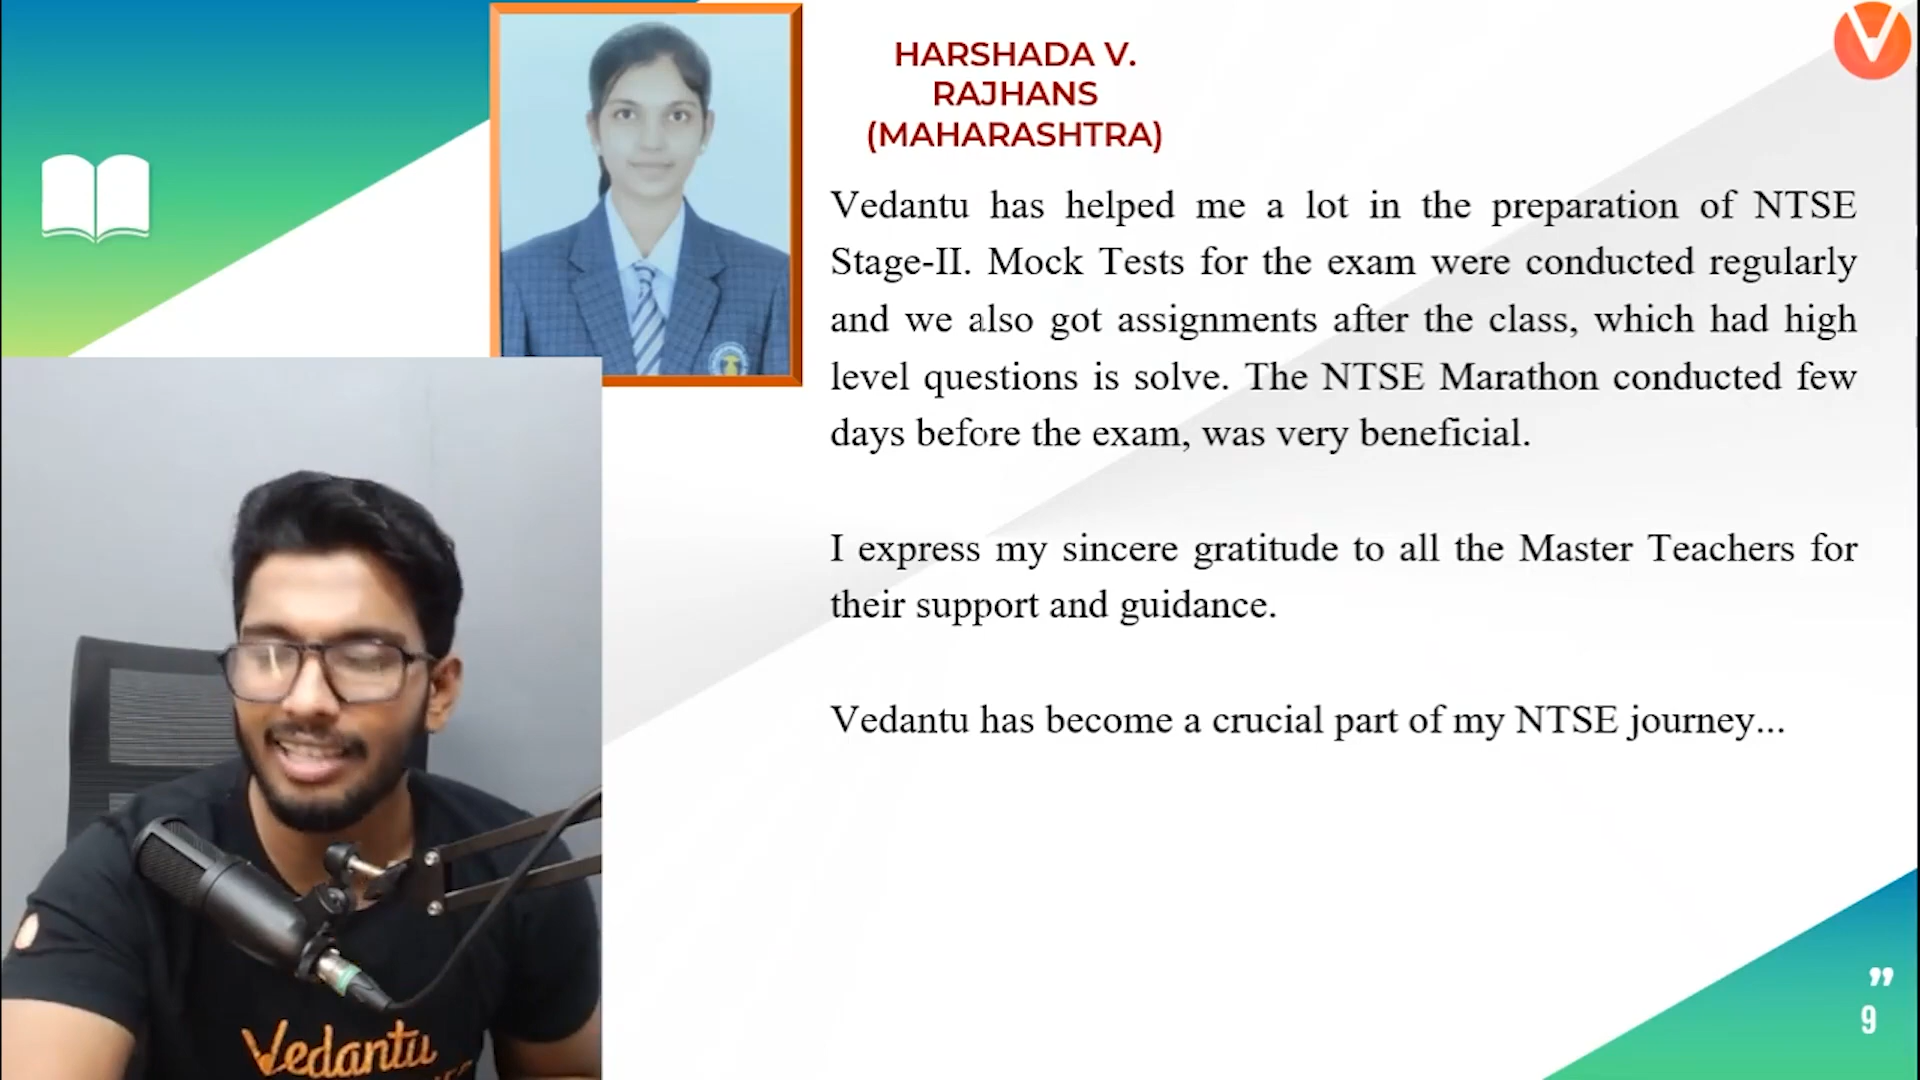 HARSHADA V.
RAJHANS
(MAHARASHTRA)
Vedantu has helped me a lot in the preparation of NTSE
Stage-II. Mock Tests for the exam were conducted regularly
and we also got assignments after the class, which had high
level questions is solve. The NTSE Marathon conducted few
days before the exam, was very beneficial.
I express my sincere gratitude to all the Master Teachers for
their support and guidance.
Vedantu has become a crucial part of my NTSE journey...
Vedantu
”
9